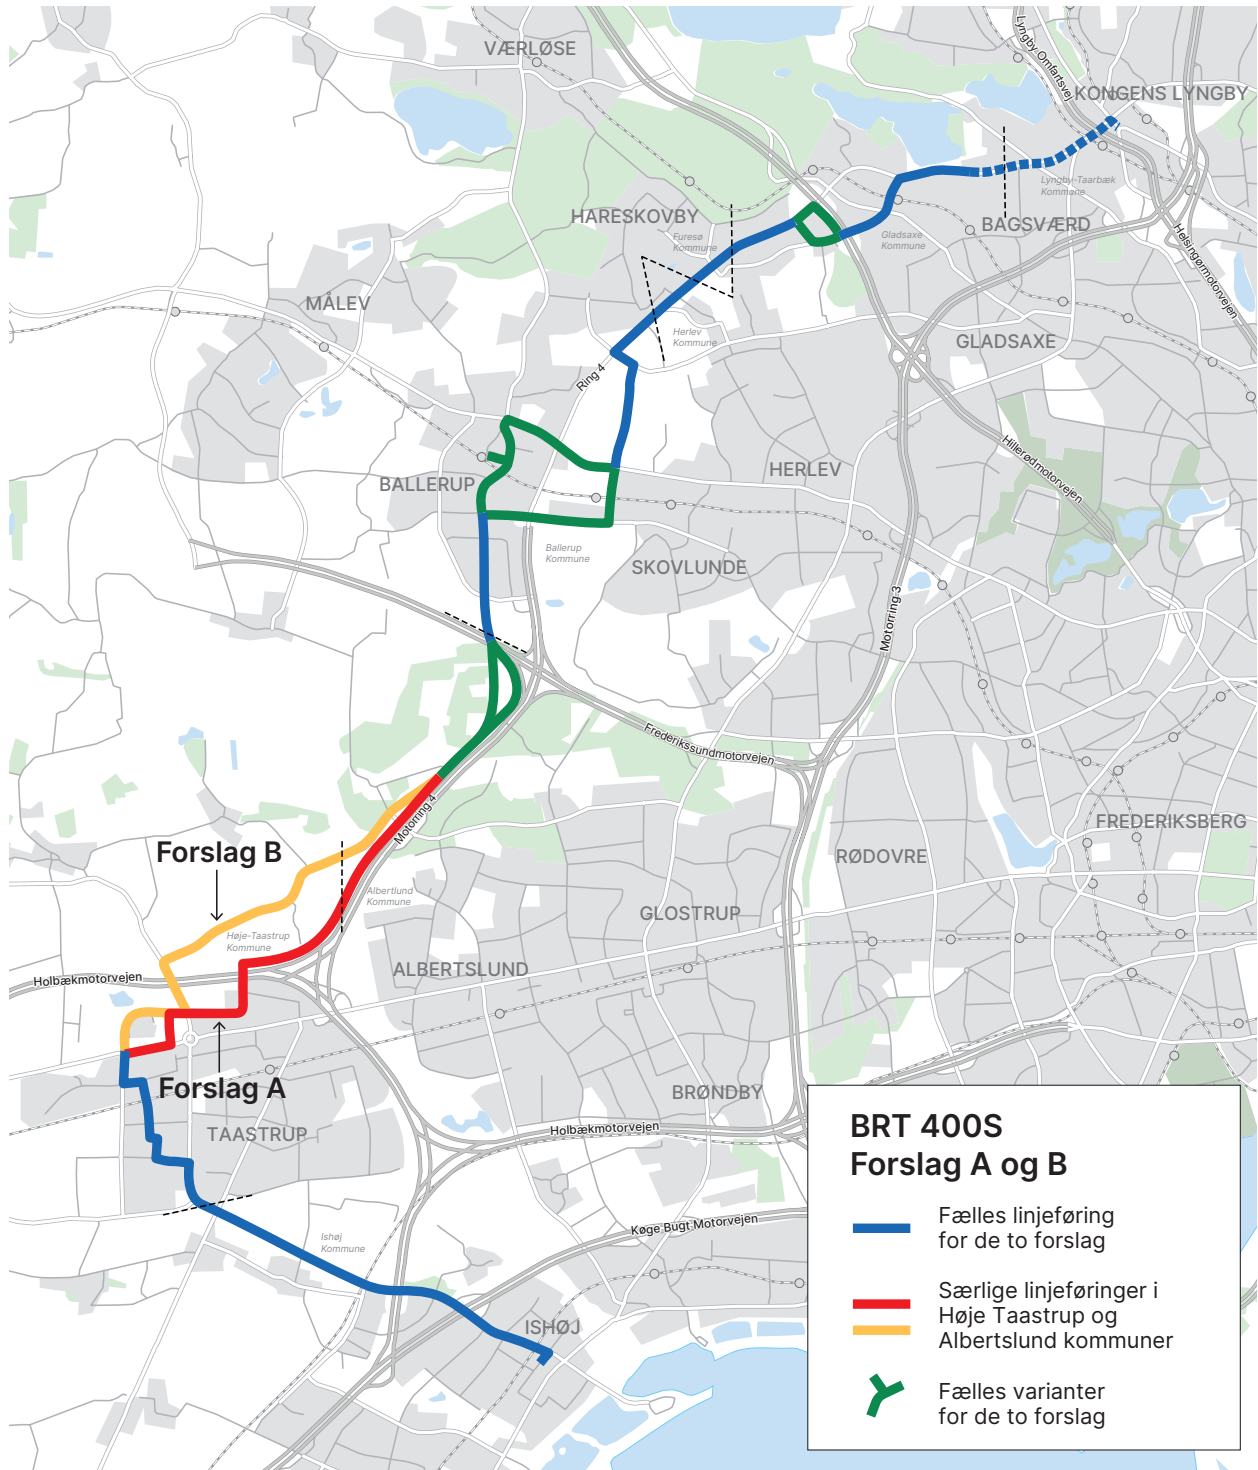 VÆRLØSE
Lyngby Omfartsvej
KONGENS LYNGBY
Lyngby-Taarbæk
Kommune
HARESKOVBY
Furesø
Kommune
Gladsaxe
Kommune
BAGSVÆRD
Helsingørmotorvejen
MÅLEV
Herlev
Kommune
GLADSAXE
Ring 4
Hillerødmotorvejen
HERLEV
BALLERUP
Ballerup
Kommune
SKOVLUNDE
Motorring 3
Frederikssundmotorvejen
Motorring 4
FREDERIKSBERG
Forslag B
RØDOVRE
Albertlund
Kommune
GLOSTRUP
Høje-Taastrup
Kommune
Holbækmotorvejen
ALBERTSLUND
Forslag A
BRØNDBY
TAASTRUP
Holbækmotorvejen
Køge Bugt Motorvejen
Ishøj
Kommune
ISHØJ
BRT 400S
Forslag A og B
Fælles linjeføring
for de to forslag
Særlige linjeføringer i
Høje Taastrup og
Albertslund kommuner
Fælles varianter
for de to forslag